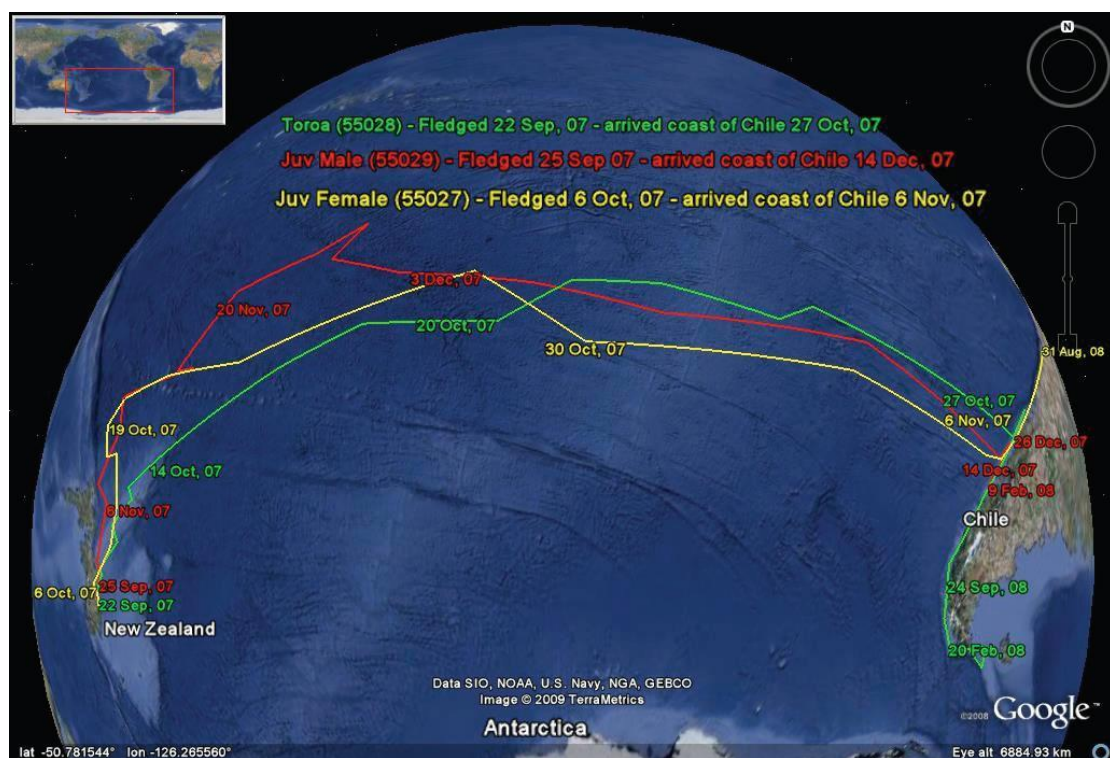 N
Toroa (55028) - Fledged 22 Sep, 07 - arrived coast of Chile 27 Oct, 07
Juv Male (55029) - Fledged 25 Sep 07 - arrived coast of Chile 14 Dec, 07
Juv Female (55027) - Fledged 6 Oct, 07 - arrived coast of Chile 6 Nov, 07
3 Dec, 07
20 Nov, 07
20 Oct, 07
30 Oct, 07
31 Aug, 08
27 Oct, 07
6 Nov, 07
19 Oct, 07
26 Dec, 07
14 Oct, 07
14 Dec, 07
9 Feb, 08
6 Nov, 07
Chile
25 Sep, 07
6 Oct, 07
24 Sep, 08
22 Sep, 07
New Zealand
20 Feb, 08
Data SIO, NOAA, U.S. Navy, NGA, GEBCO
Image © 2009 TerraMetrics
©2008 Google™
Antarctica
lat -50.781544° lon -126.265560°
Eye alt 6884.93 km